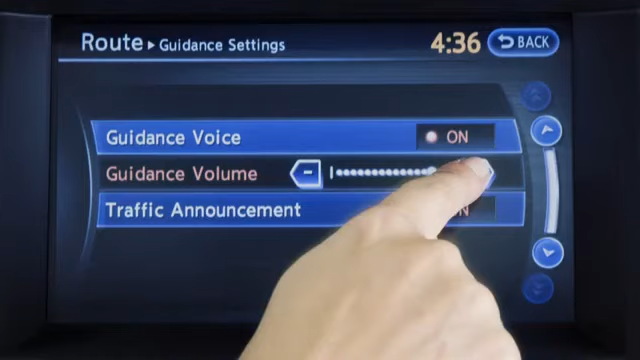 Route ▸ Guidance Settings
4:36
BACK
Guidance Voice
ON
Guidance Volume
-
Traffic Announcement